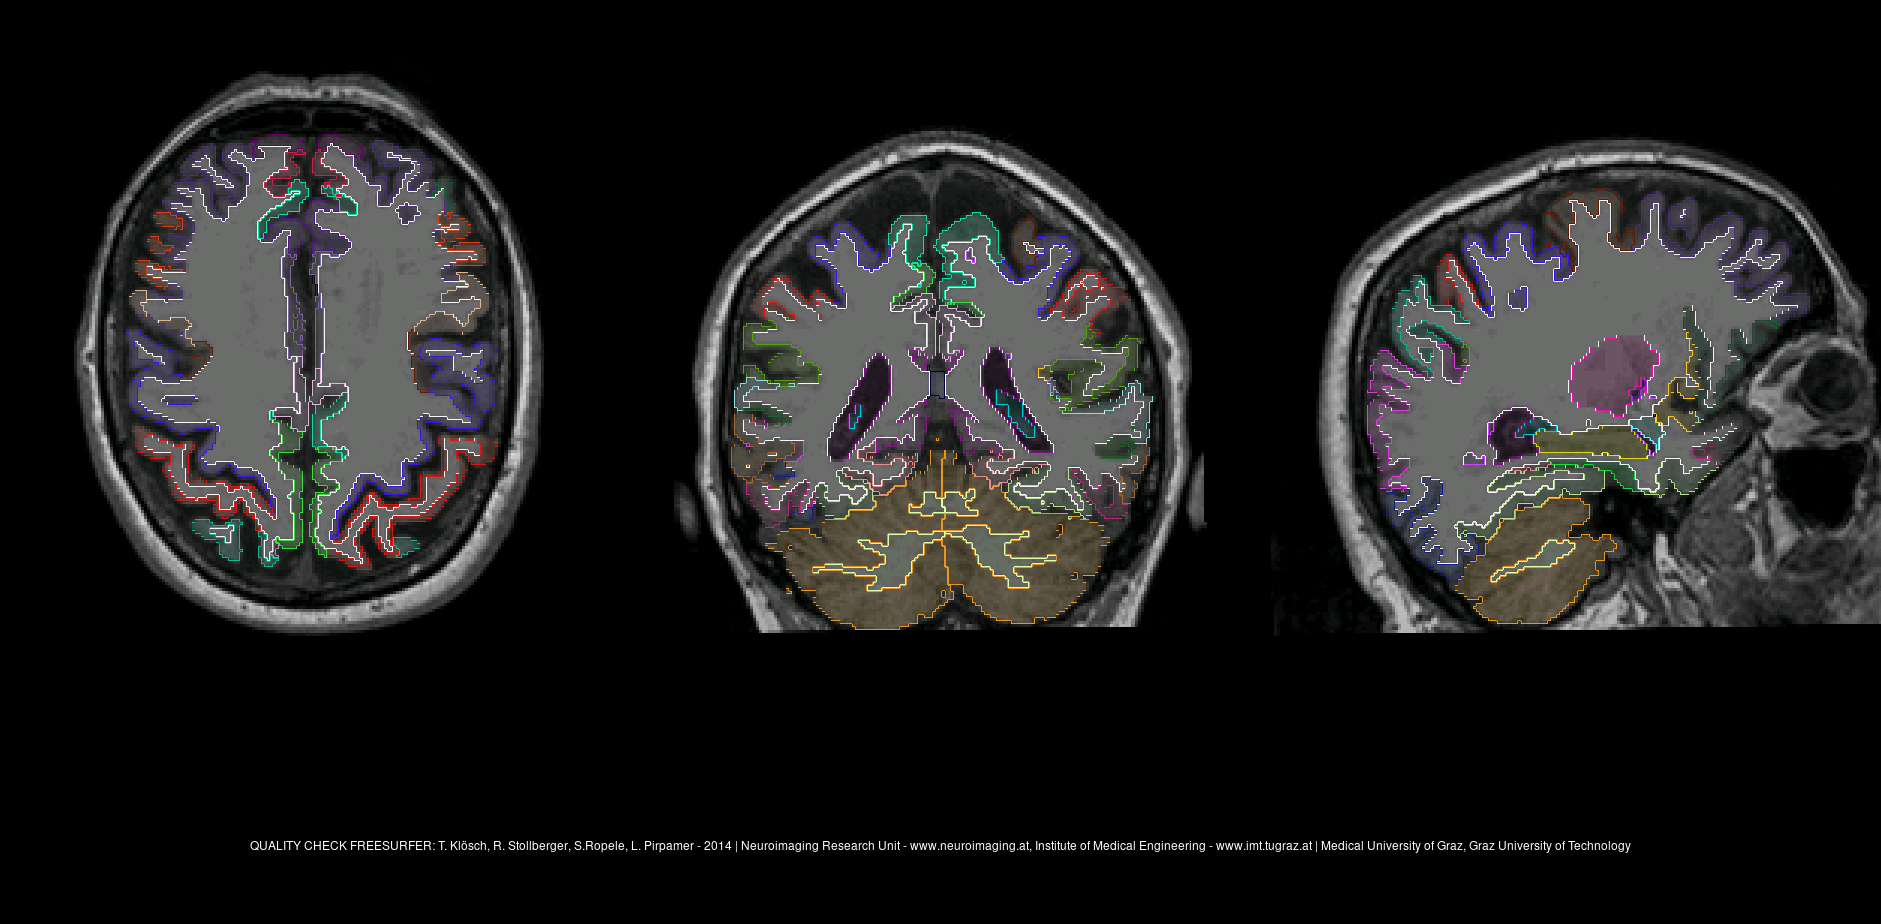 QUALITY CHECK FREESURFER: T. Klösch, R. Stollberger, S.Ropele, L. Pirpamer - 2014 | Neuroimaging Research Unit - www.neuroimaging.at, Institute of Medical Engineering - www.imt.tugraz.at | Medical University of Graz, Graz University of Technology